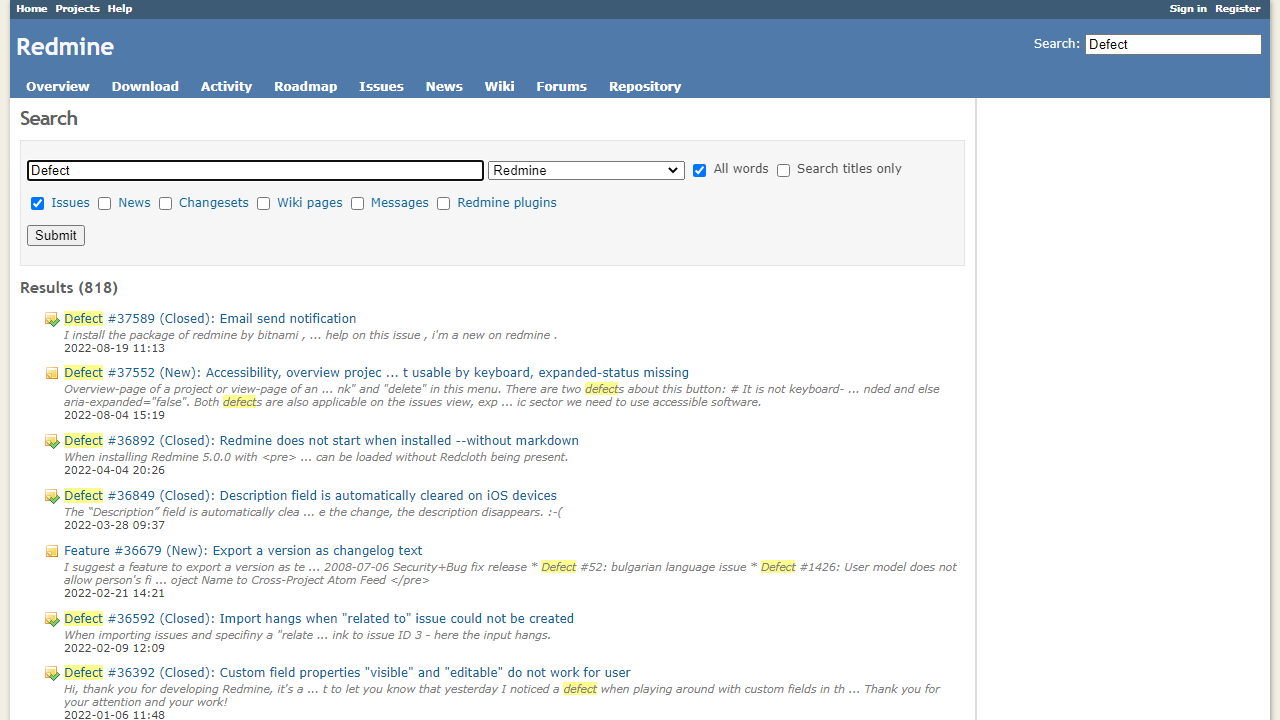 Home Projects Help Sign in Register
Redmine
Search: Defect
Overview Download Activity Roadmap Issues News Wiki Forums Repository
Search
Defect Redmine All words Search titles only
Issues News Changesets Wiki pages Messages Redmine plugins
Submit
Results (818)
Defect #37589 (Closed): Email send notification
I install the package of redmine by bitnami , ... help on this issue , i'm a new on redmine .
2022-08-19 11:13
Defect #37552 (New): Accessibility, overview projec ... t usable by keyboard, expanded-status missing
Overview-page of a project or view-page of an ... nk" and "delete" in this menu. There are two defects about this button: # It is not keyboard- ... nded and else
aria-expanded="false". Both defects are also applicable on the issues view, exp ... ic sector we need to use accessible software.
2022-08-04 15:19
Defect #36892 (Closed): Redmine does not start when installed --without markdown
When installing Redmine 5.0.0 with <pre> ... can be loaded without Redcloth being present.
2022-04-04 20:26
Defect #36849 (Closed): Description field is automatically cleared on iOS devices
The “Description” field is automatically clea ... e the change, the description disappears. :-(
2022-03-28 09:37
Feature #36679 (New): Export a version as changelog text
I suggest a feature to export a version as te ... 2008-07-06 Security+Bug fix release * Defect #52: bulgarian language issue * Defect #1426: User model does not
allow person's fi ... oject Name to Cross-Project Atom Feed </pre>
2022-02-21 14:21
Defect #36592 (Closed): Import hangs when "related to" issue could not be created
When importing issues and specifiny a "relate ... ink to issue ID 3 - here the input hangs.
2022-02-09 12:09
Defect #36392 (Closed): Custom field properties "visible" and "editable" do not work for user
Hi, thank you for developing Redmine, it's a ... t to let you know that yesterday I noticed a defect when playing around with custom fields in th ... Thank you for
your attention and your work!
2022-01-06 11:48